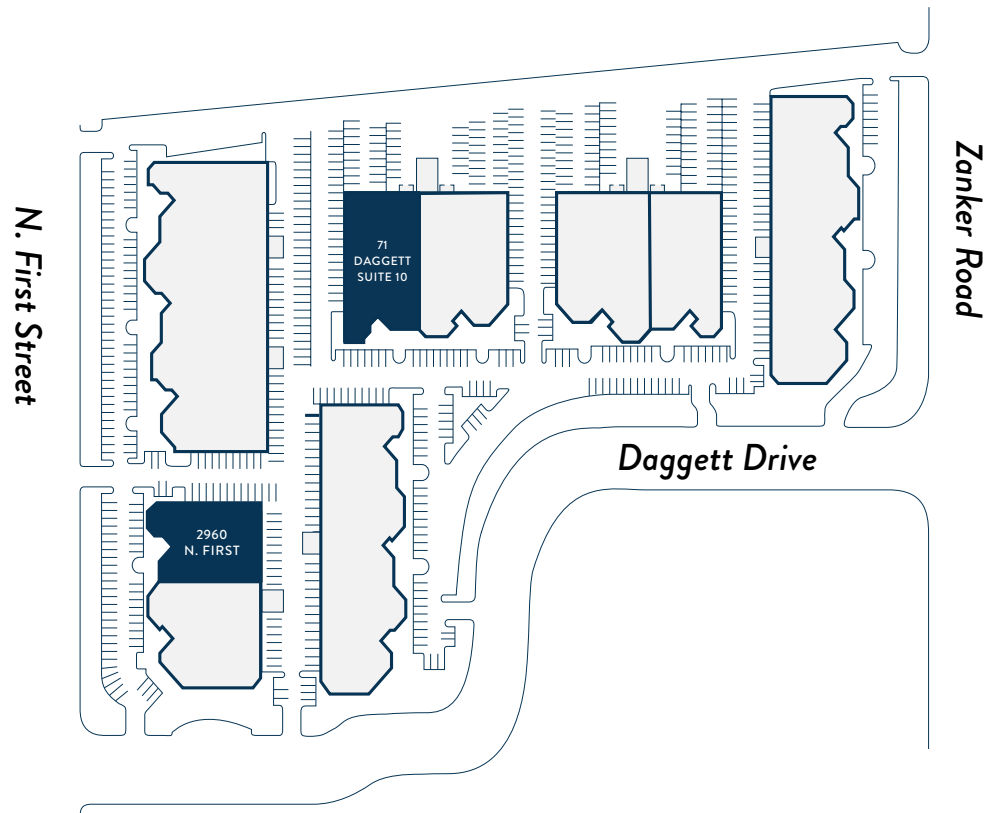 Zanker Road
N. First Street
71
DAGGETT
SUITE 10
Daggett Drive
2960
N. FIRST